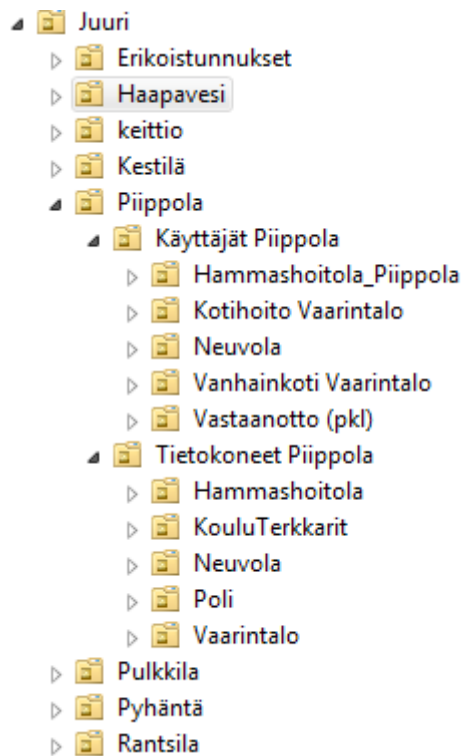 Juuri
Erikoistunnukset
Haapavesi
keittio
Kestilä
Piippola
Käyttäjät Piippola
Hammashoitola_Piippola
Kotihoito Vaarintalo
Neuvola
Vanhainkoti Vaarintalo
Vastaanotto (pkl)
Tietokoneet Piippola
Hammashoitola
KouluTerkkarit
Neuvola
Poli
Vaarintalo
Pulkkila
Pyhäntä
Rantsila